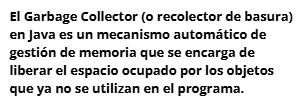 El Garbage Collector (o recolector de basura)
en Java es un mecanismo automático de
gestión de memoria que se encarga de
liberar el espacio ocupado por los objetos
que ya no se utilizan en el programa.